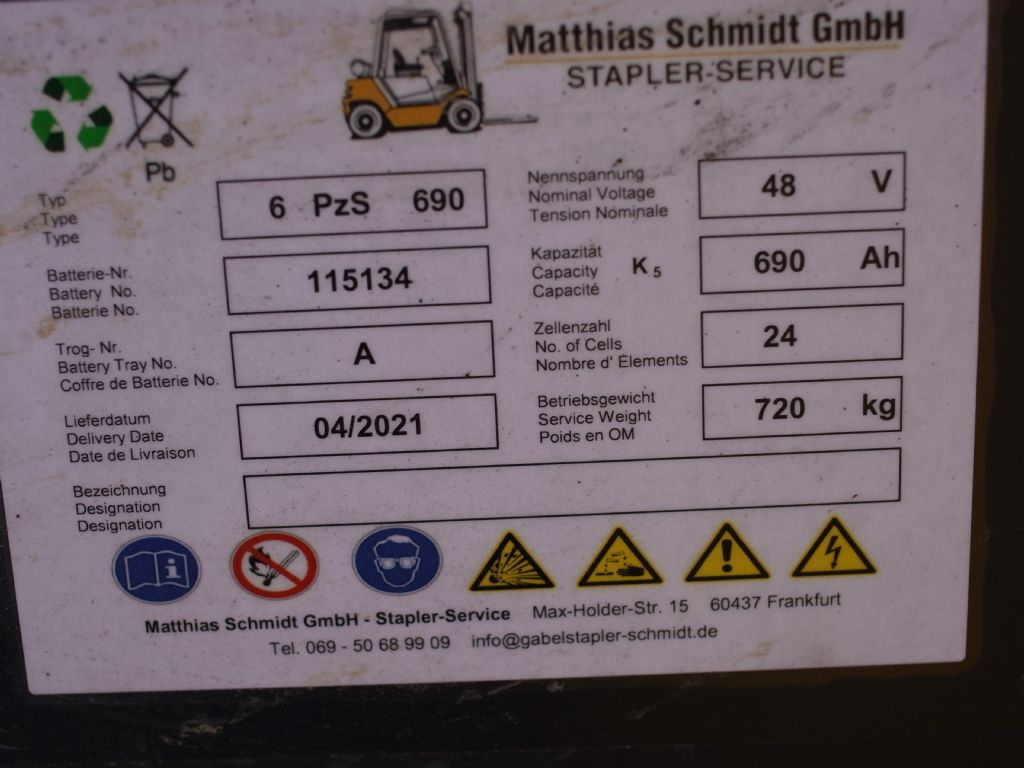 Matthias Schmidt GmbH
STAPLER-SERVICE
Pb
Typ
Type
Type
6 PzS 690
Nennspannung
Nominal Voltage
Tension Nominale
48 V
Batterie-Nr.
Battery No.
Batterie No.
115134
Kapazität
Capacity
Capacité
K5
690 Ah
Trog- Nr.
Battery Tray No.
Coffre de Batterie No.
A
Zellenzahl
No. of Cells
Nombre d' Élements
24
Lieferdatum
Delivery Date
Date de Livraison
04/2021
Betriebsgewicht
Service Weight
Poids en OM
720 kg
Bezeichnung
Designation
Designation
Matthias Schmidt GmbH - Stapler-Service Max-Holder-Str. 15 60437 Frankfurt
Tel. 069 - 50 68 99 09 info@gabelstapler-schmidt.de